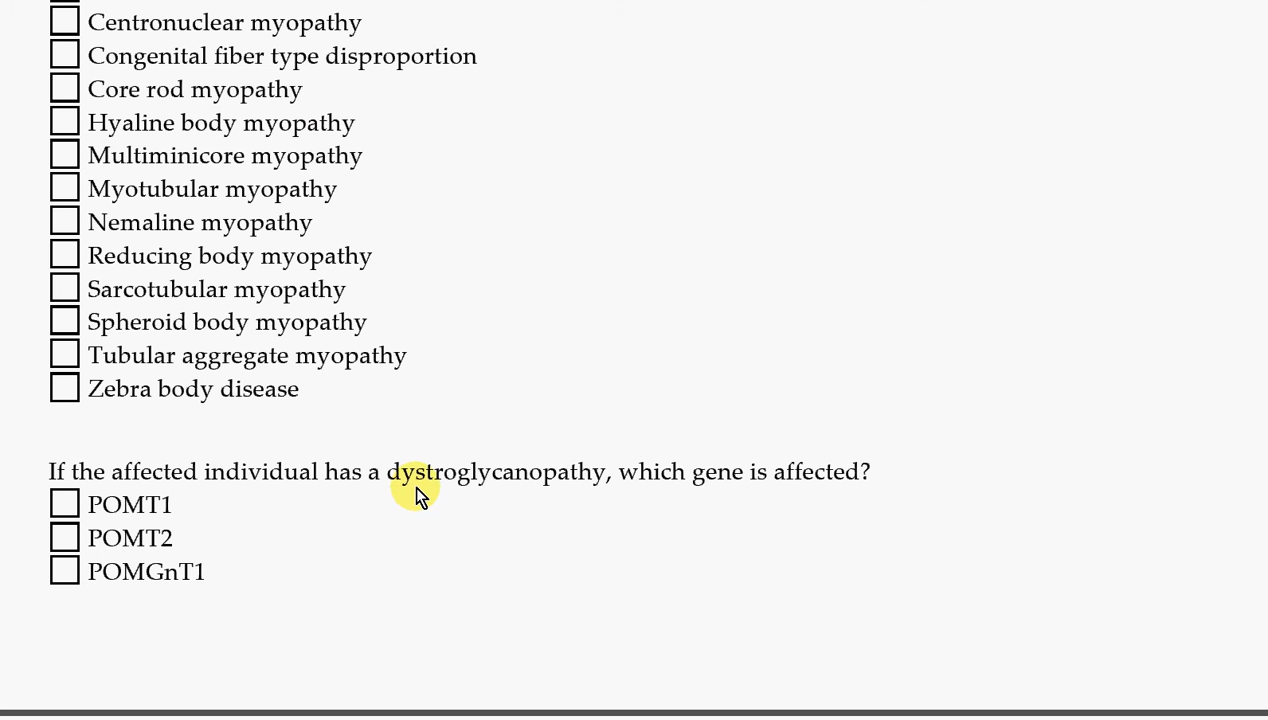 Centronuclear myopathy
Congenital fiber type disproportion
Core rod myopathy
Hyaline body myopathy
Multiminicore myopathy
Myotubular myopathy
Nemaline myopathy
Reducing body myopathy
Sarcotubular myopathy
Spheroid body myopathy
Tubular aggregate myopathy
Zebra body disease
If the affected individual has a dystroglycanopathy, which gene is affected?
POMT1
POMT2
POMGnT1